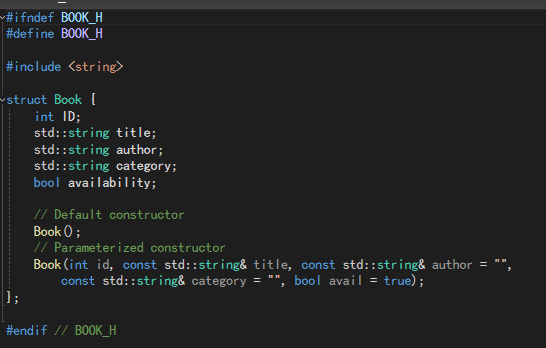 #ifndef BOOK_H
#define BOOK_H
#include <string>
struct Book {
int ID;
std::string title;
std::string author;
std::string category;
bool availability;
// Default constructor
Book();
// Parameterized constructor
Book(int id, const std::string& title, const std::string& author = "",
const std::string& category = "", bool avail = true);
};
#endif // BOOK_H